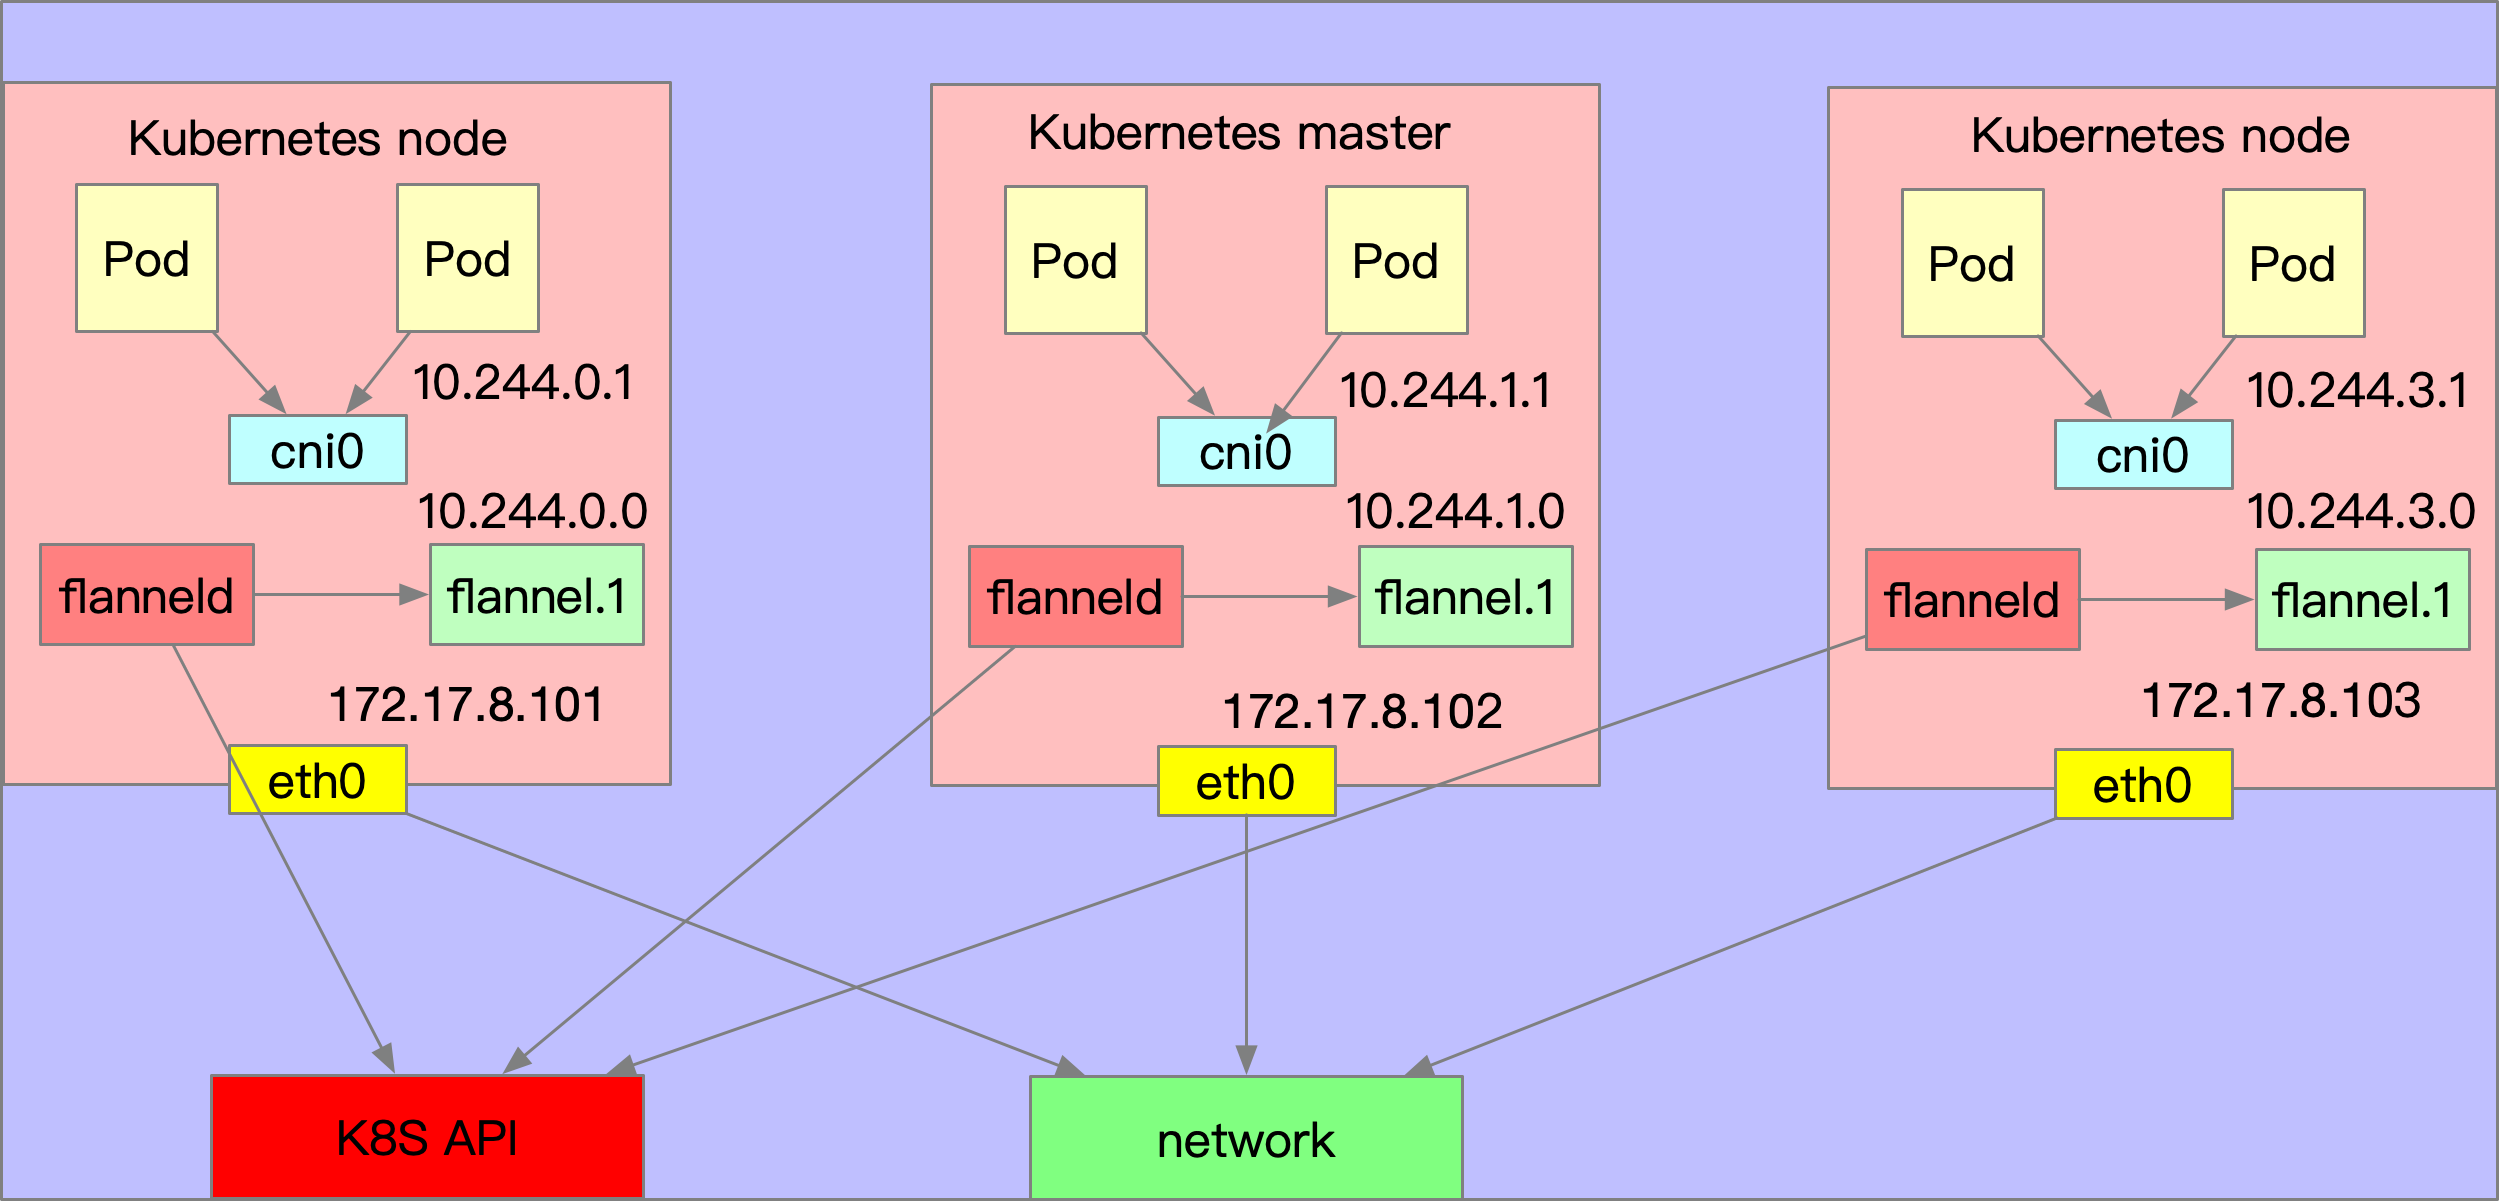 Kubernetes node
Pod
Pod
10.244.0.1
cni0
10.244.0.0
flanneld
flannel.1
172.17.8.101
eth0
Kubernetes master
Pod
Pod
10.244.1.1
cni0
10.244.1.0
flanneld
flannel.1
172.17.8.102
eth0
Kubernetes node
Pod
Pod
10.244.3.1
cni0
10.244.3.0
flanneld
flannel.1
172.17.8.103
eth0
K8S API
network